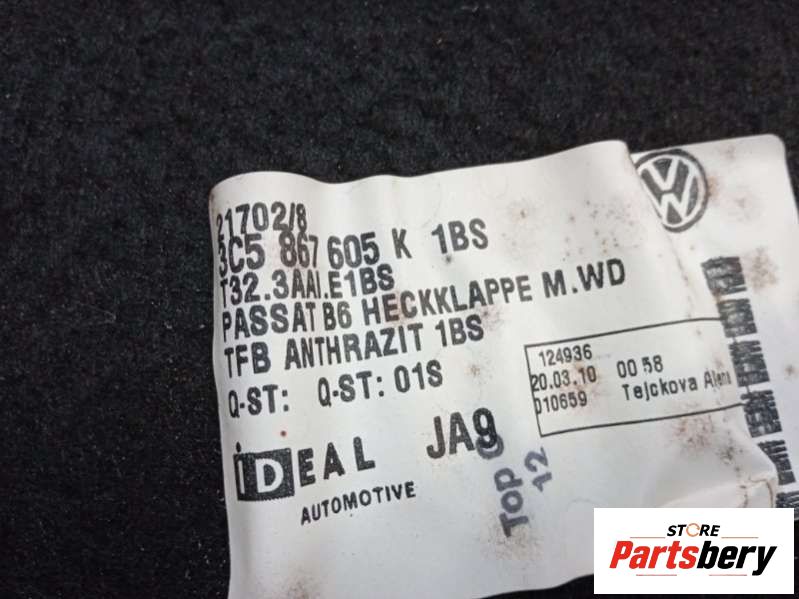 21702/8
3C5 867 605 K 1BS
T32.3AAI.E1BS
PASSAT B6 HECKKLAPPE M.WD
TFB ANTHRAZIT 1BS
Q-ST: Q-ST: 01S
124936
20.03.10 00 58
010659 Tejckova Alena
iDEAL JA9
AUTOMOTIVE
TOP
12
STORE
Partsbery